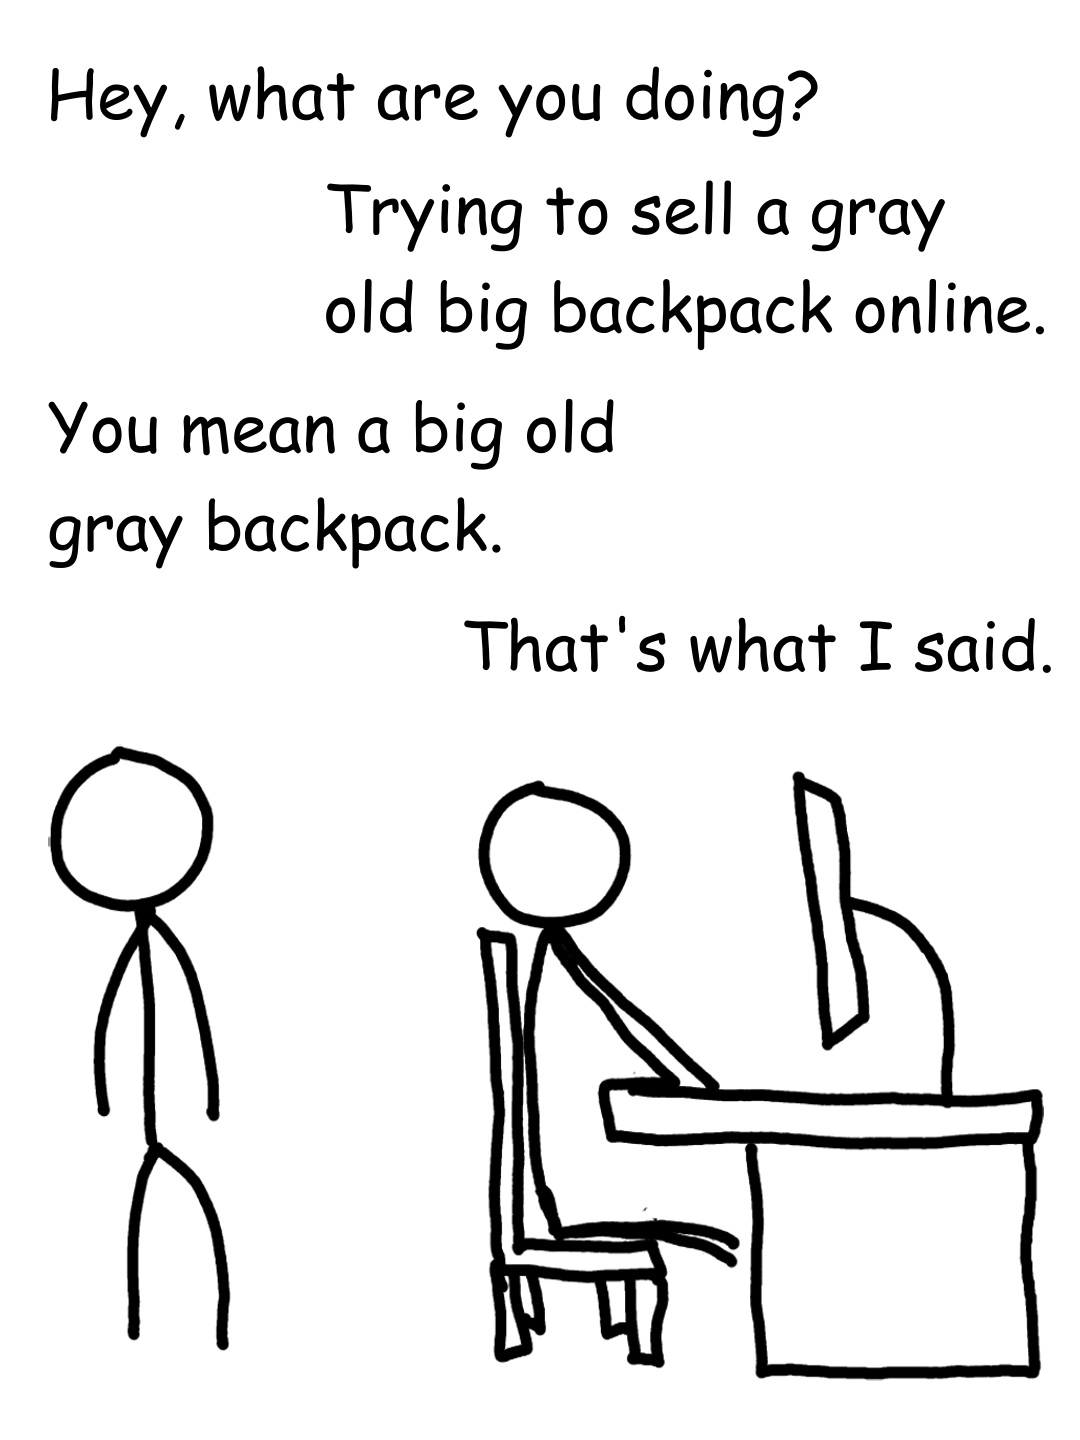 Hey, what are you doing?
Trying to sell a gray
old big backpack online.
You mean a big old
gray backpack.
That's what I said.